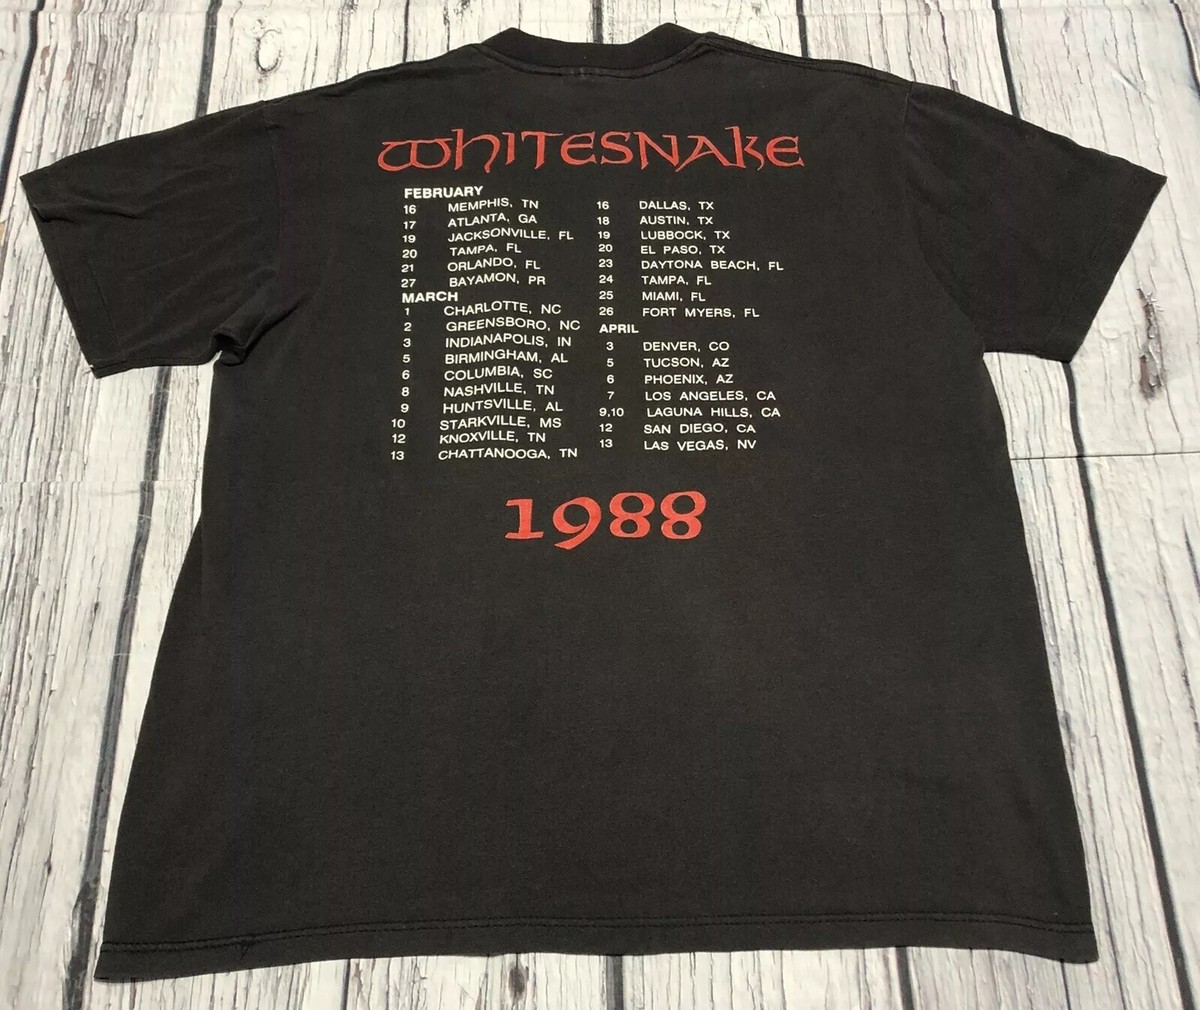 WHITESNAKE
FEBRUARY
16 MEMPHIS, TN
17 ATLANTA, GA
19 JACKSONVILLE, FL
20 TAMPA, FL
21 ORLANDO, FL
27 BAYAMON, PR
MARCH
1 CHARLOTTE, NC
2 GREENSBORO, NC
3 INDIANAPOLIS, IN
5 BIRMINGHAM, AL
6 COLUMBIA, SC
8 NASHVILLE, TN
9 HUNTSVILLE, AL
10 STARKVILLE, MS
12 KNOXVILLE, TN
13 CHATTANOOGA, TN
16 DALLAS, TX
18 AUSTIN, TX
19 LUBBOCK, TX
20 EL PASO, TX
23 DAYTONA BEACH, FL
24 TAMPA, FL
25 MIAMI, FL
26 FORT MYERS, FL
APRIL
3 DENVER, CO
5 TUCSON, AZ
6 PHOENIX, AZ
7 LOS ANGELES, CA
9,10 LAGUNA HILLS, CA
12 SAN DIEGO, CA
13 LAS VEGAS, NV
1988